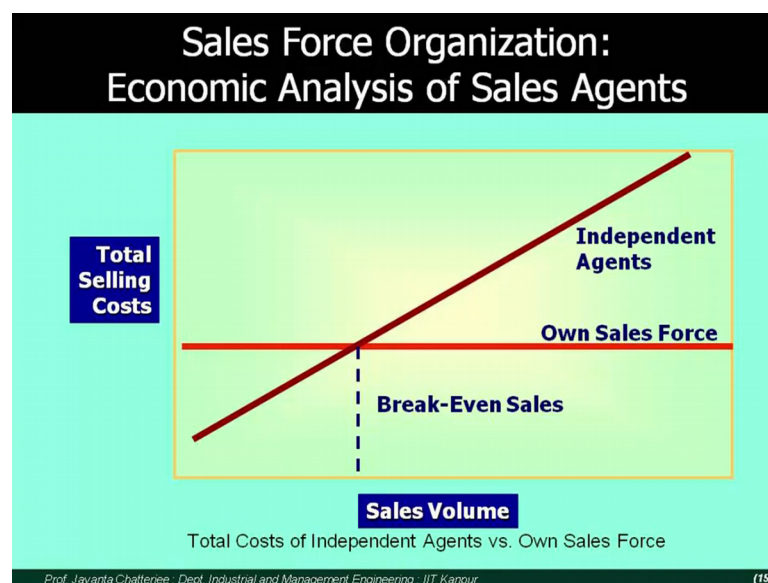 Sales Force Organization:
Economic Analysis of Sales Agents
Total
Selling
Costs
Independent
Agents
Own Sales Force
Break-Even Sales
Sales Volume
Total Costs of Independent Agents vs. Own Sales Force
Prof. Jayanta Chatterjee : Dept. Industrial and Management Engineering : IIT Kanpur